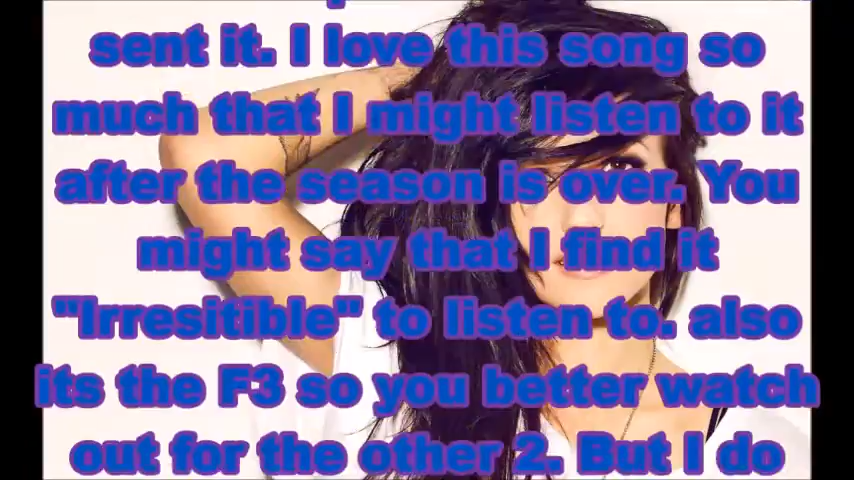 sent it. I love this song so
much that I might listen to it
after the season is over. You
might say that I find it
"Irresitible" to listen to. also
its the F3 so you better watch
out for the other 2. But I do